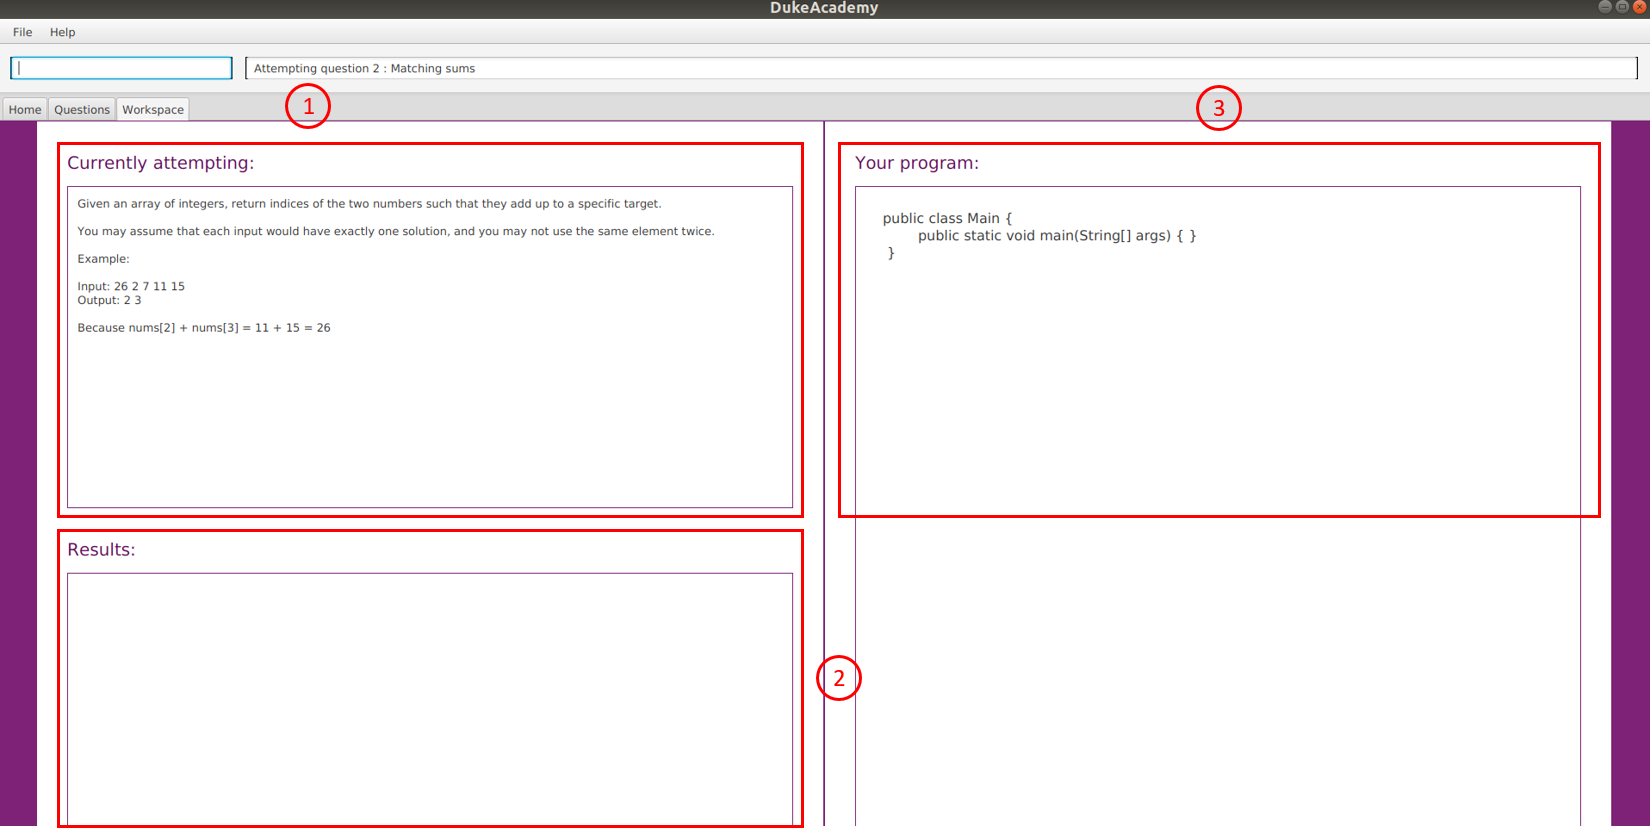 DukeAcademy
File Help
Attempting question 2 : Matching sums
Home Questions Workspace
1
3
Currently attempting:
Given an array of integers, return indices of the two numbers such that they add up to a specific target.
You may assume that each input would have exactly one solution, and you may not use the same element twice.
Example:
Input: 26 2 7 11 15
Output: 2 3
Because nums[2] + nums[3] = 11 + 15 = 26
Your program:
public class Main {
public static void main(String[] args) { }
}
Results:
2